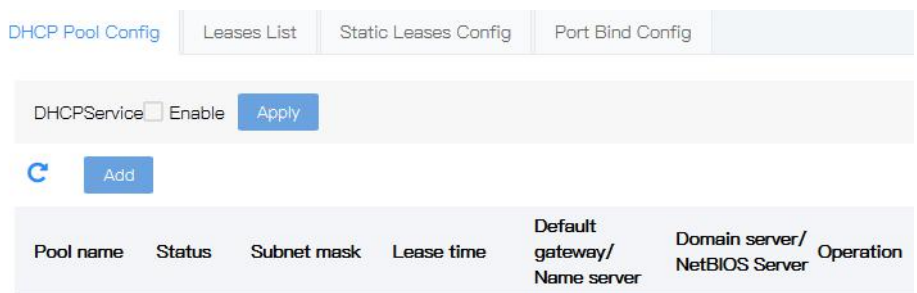 DHCP Pool Config Leases List Static Leases Config Port Bind Config
DHCPService Enable Apply
Add
Pool name Status Subnet mask Lease time Default gateway/ Name server Domain server/ NetBIOS Server Operation